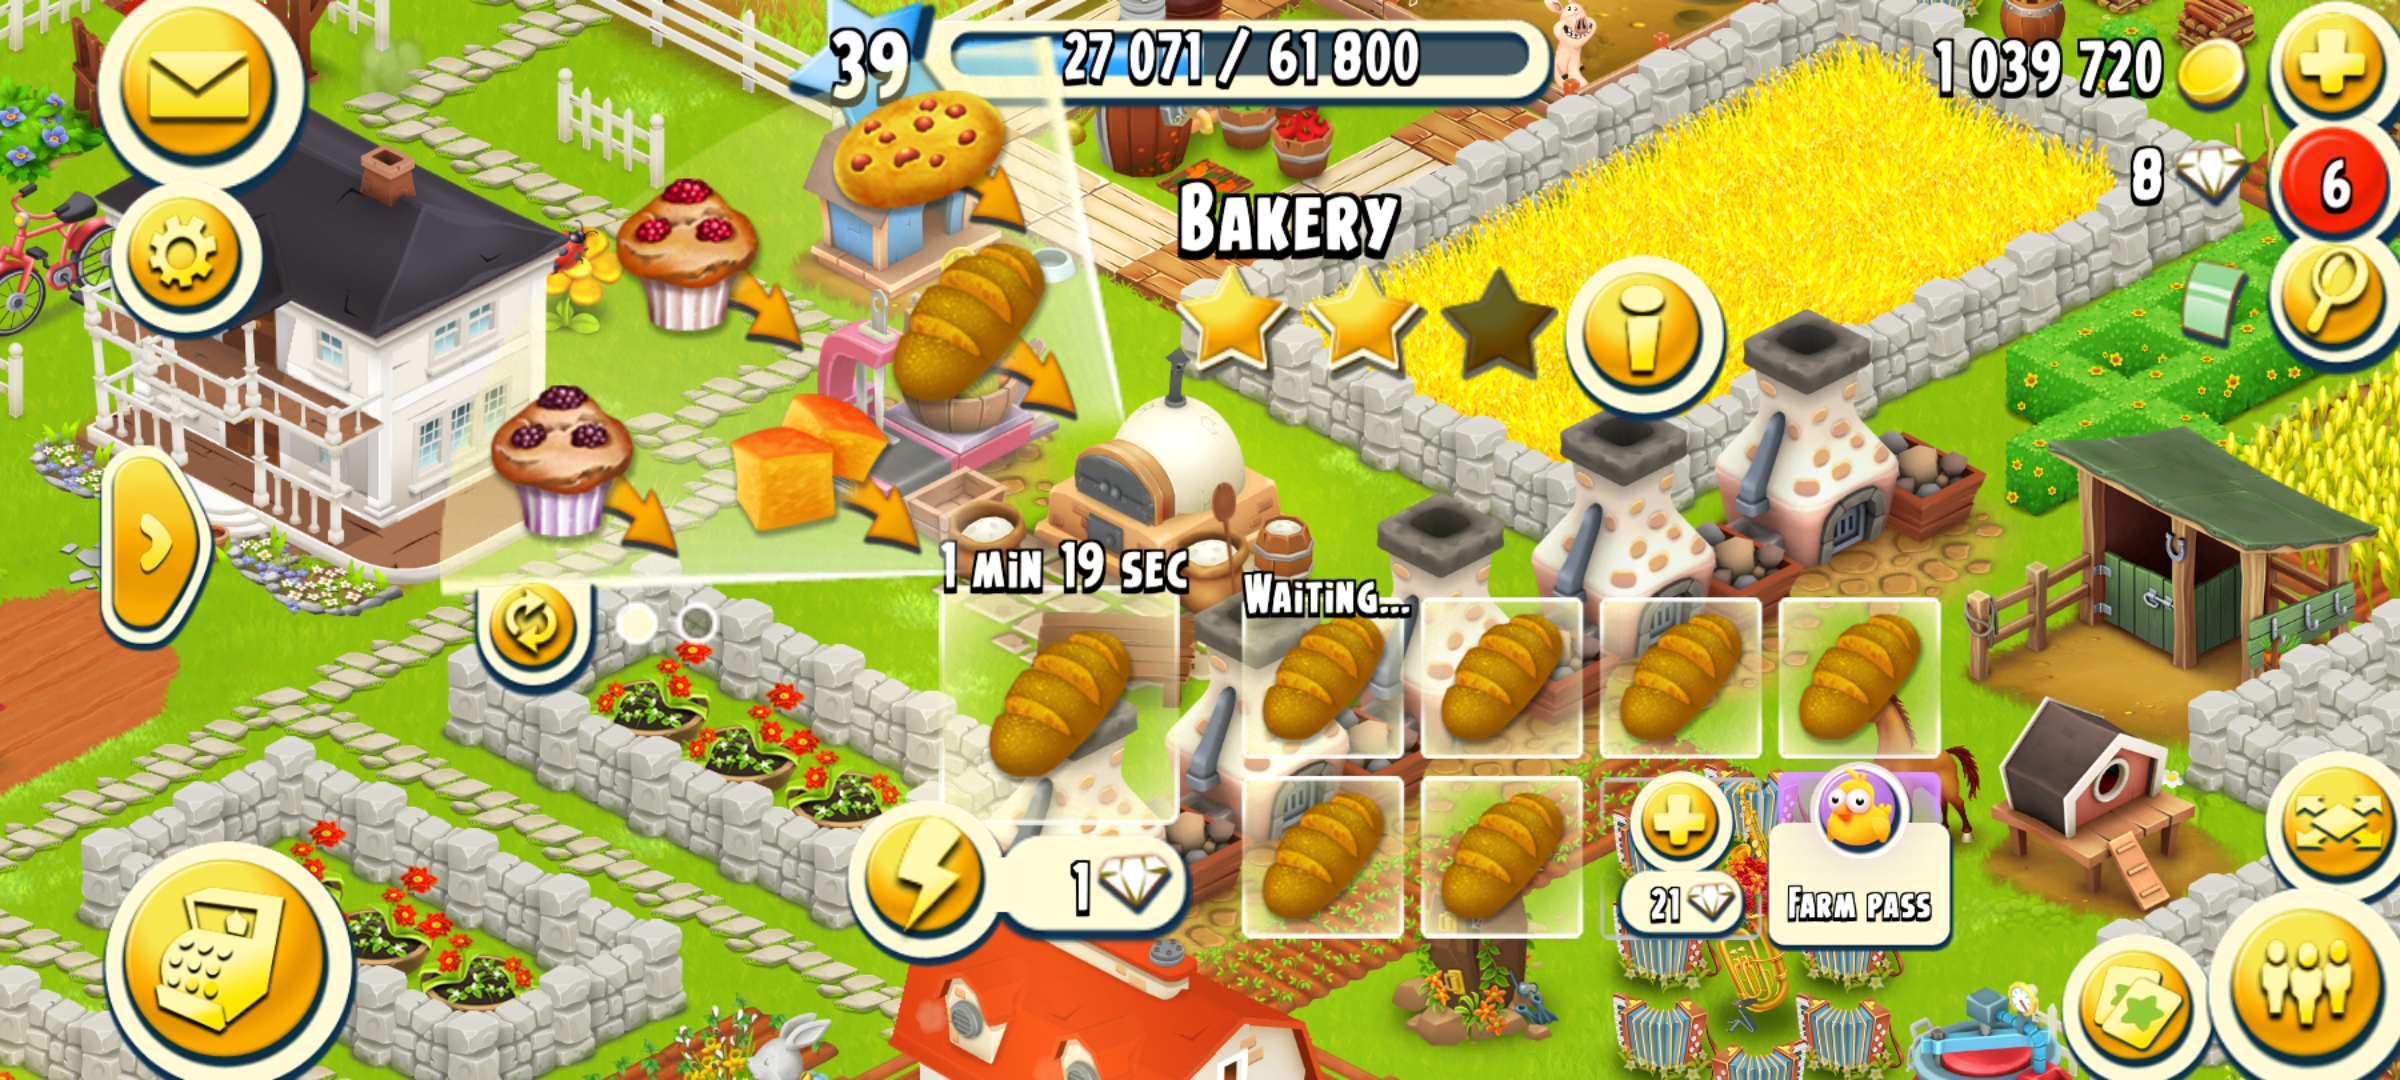 39
27 071 / 61 800
1 039 720
8
6
BAKERY
1 MIN 19 SEC
WAITING...
1
21
FARM PASS